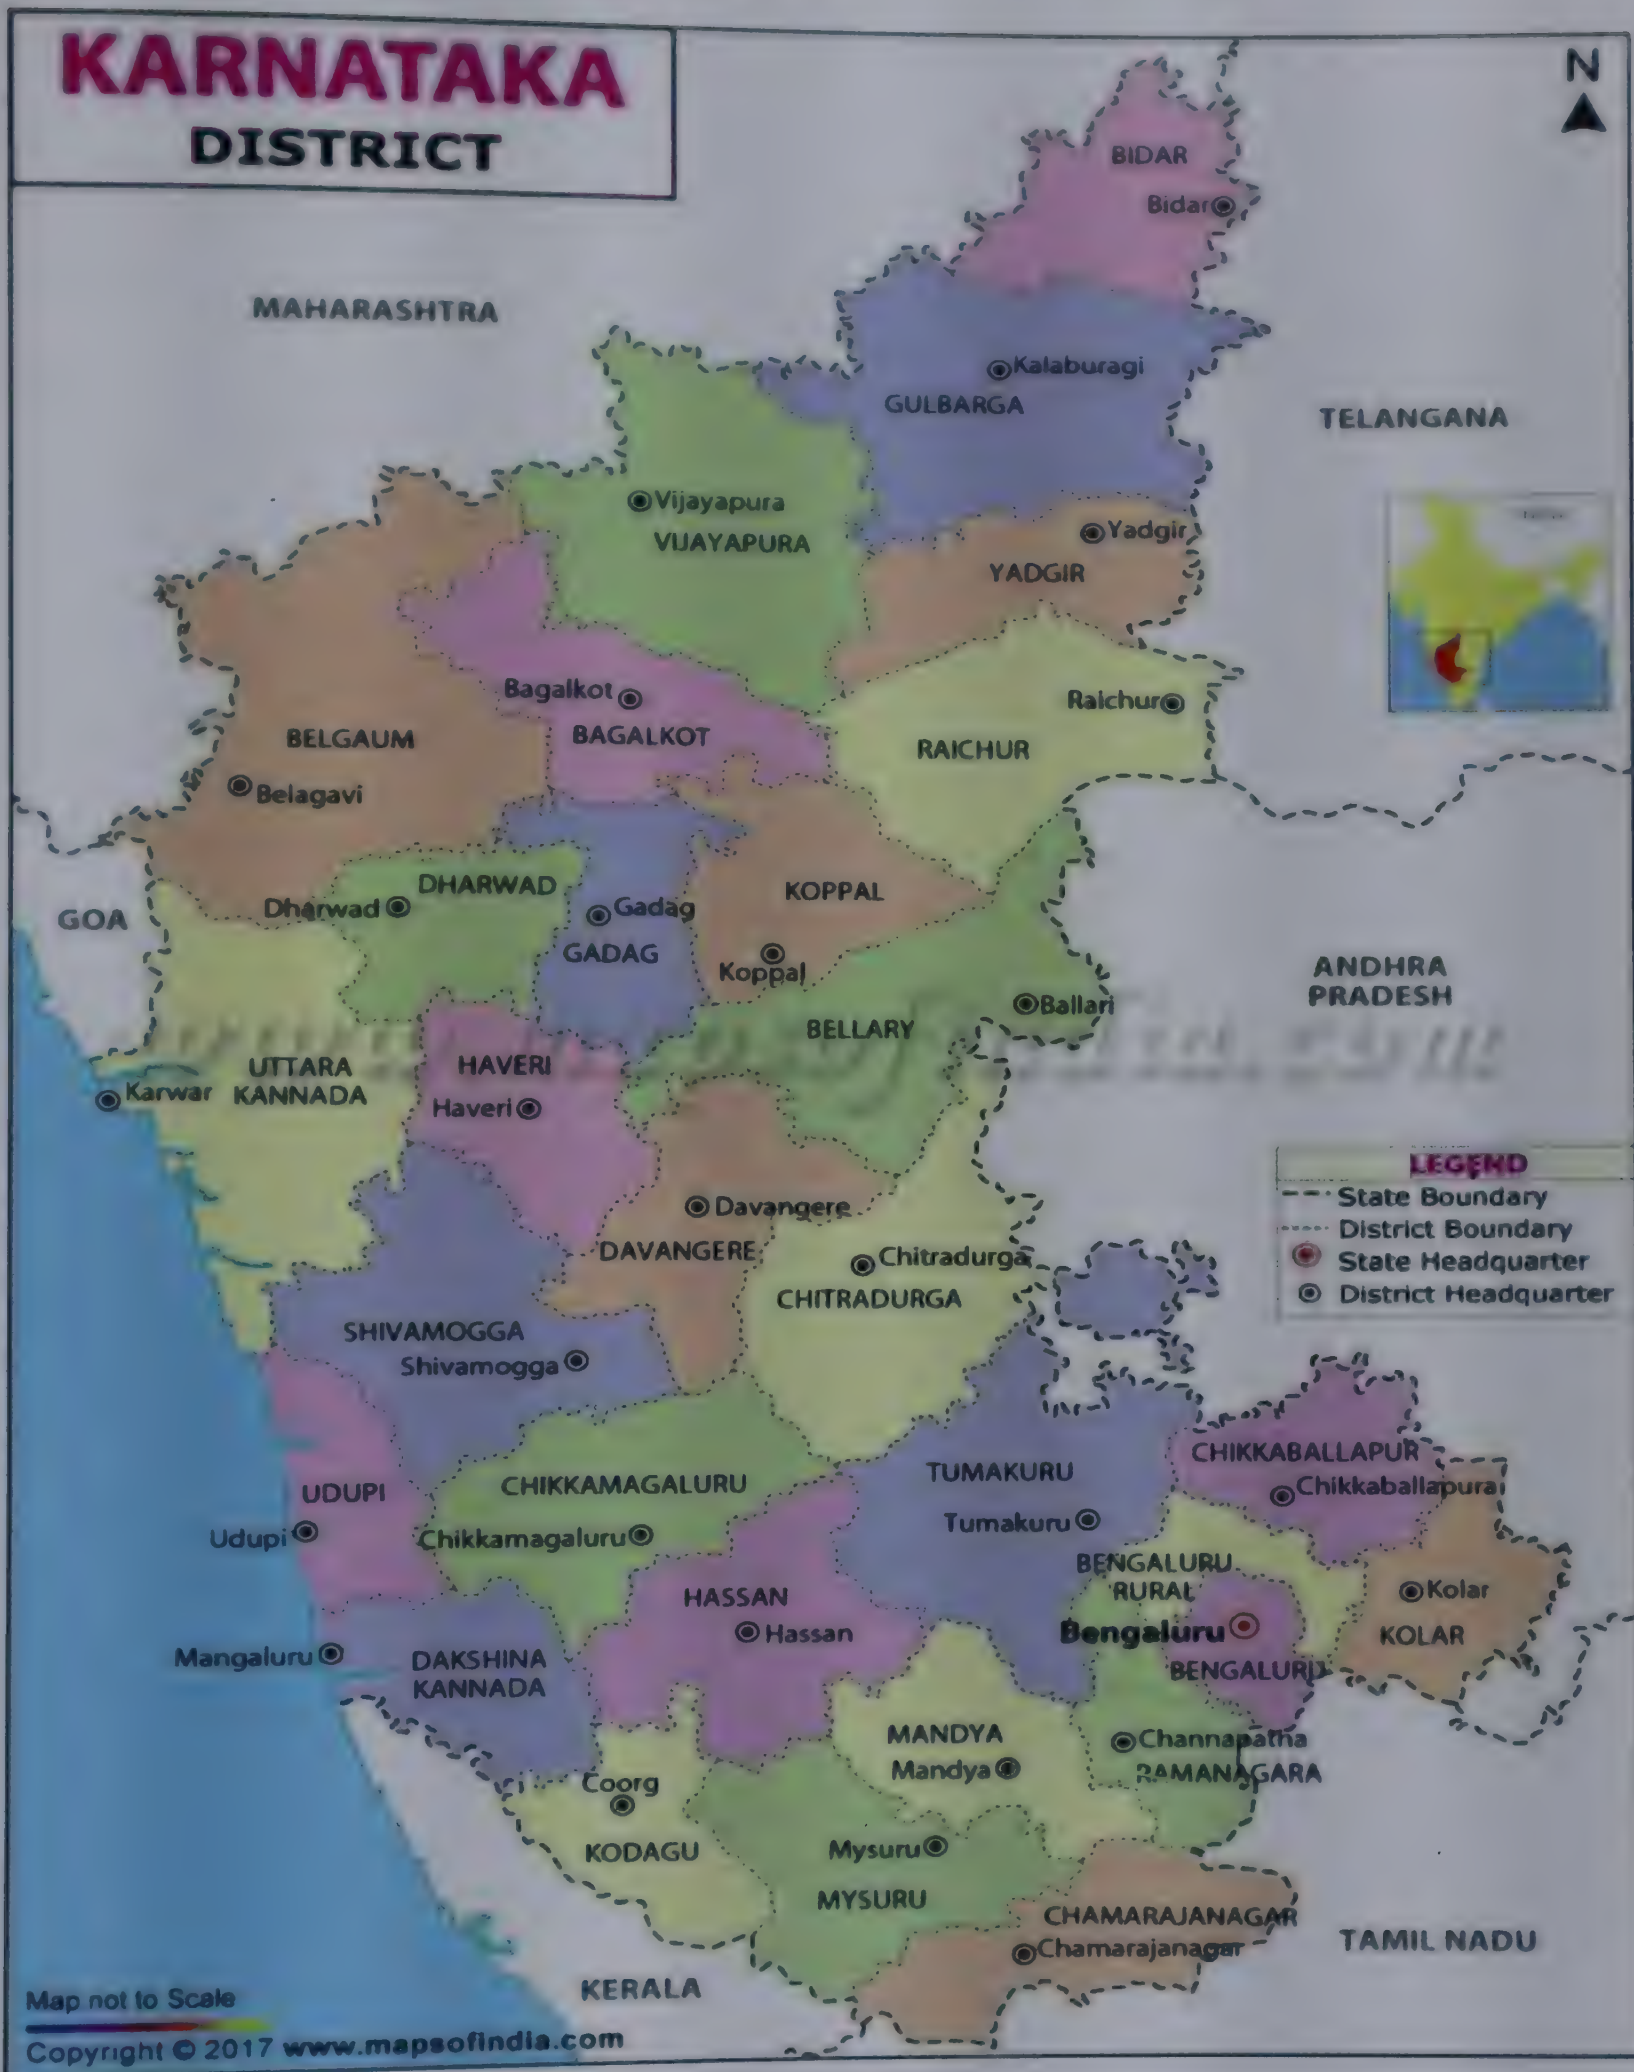 KARNATAKA
DISTRICT
N
BIDAR
Bidar
MAHARASHTRA
Kalaburagi
GULBARGA
TELANGANA
Vijayapura
VIJAYAPURA
Yadgir
YADGIR
Bagalkot
BAGALKOT
Raichur
RAICHUR
BELGAUM
Belagavi
DHARWAD
Dharwad
Gadag
GADAG
KOPPAL
Koppal
GOA
ANDHRA
PRADESH
Ballari
BELLARY
UTTARA
KANNADA
Karwar
HAVERI
Haveri
LEGEND
State Boundary
District Boundary
State Headquarter
District Headquarter
Davangere
DAVANGERE
Chitradurga
CHITRADURGA
SHIVAMOGGA
Shivamogga
CHIKKABALLAPUR
Chikkaballapura
TUMAKURU
Tumakuru
UDUPI
Udupi
CHIKKAMAGALURU
Chikkamagaluru
BENGALURU
RURAL
Bengaluru
BENGALURU
Kolar
KOLAR
HASSAN
Hassan
Mangaluru
DAKSHINA
KANNADA
MANDYA
Mandya
Channapatna
RAMANAGARA
Coorg
KODAGU
Mysuru
MYSURU
CHAMARAJANAGAR
Chamarajanagar
TAMIL NADU
KERALA
Map not to Scale
Copyright © 2017 www.mapsofindia.com